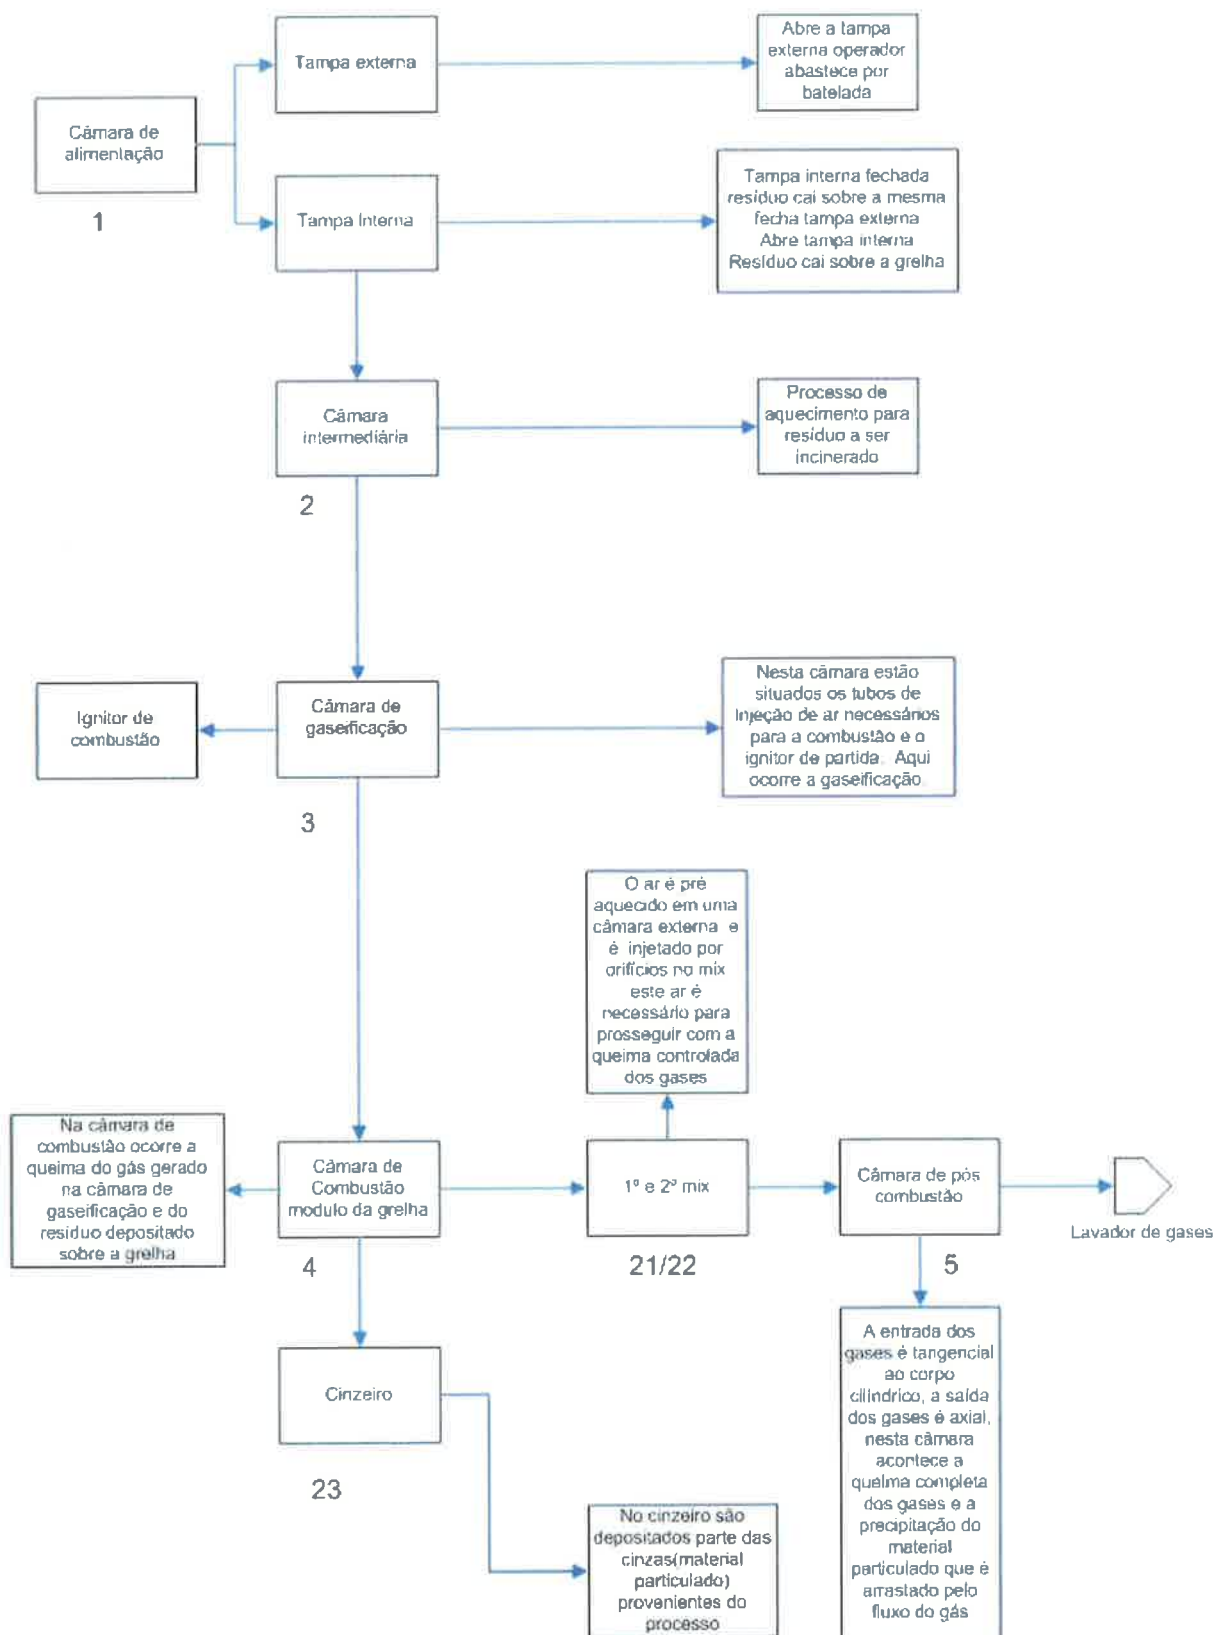 Tampa externa
Abre a tampa
externa operador
abastece por
batelada
Câmara de
alimentação
1
Tampa Interna
Tampa interna fechada
resíduo cai sobre a mesma
fecha tampa externa
Abre tampa interna
Resíduo cai sobre a grelha
Câmara
intermediária
2
Processo de
aquecimento para
resíduo a ser
incinerado
Ignitor de
combustão
Câmara de
gaseificação
3
Nesta câmara estão
situados os tubos de
Injeção de ar necessários
para a combustão e o
ignitor de partida. Aqui
ocorre a gaseificação
O ar é pré
aquecido em uma
câmara externa e
é injetado por
orifícios no mix
este ar é
necessário para
prosseguir com a
queima controlada
dos gases
Na câmara de
combustão ocorre a
queima do gás gerado
na câmara de
gaseificação e do
resíduo depositado
sobre a grelha
Câmara de
Combustão
modulo da grelha
4
1º e 2º mix
21/22
Câmara de pós
combustão
5
Lavador de gases
Cinzeiro
23
No cinzeiro são
depositados parte das
cinzas(material
particulado)
provenientes do
processo
A entrada dos
gases é tangencial
ao corpo
cilíndrico, a saída
dos gases é axial,
nesta câmara
acontece a
queima completa
dos gases e a
precipitação do
material
particulado que é
arrastado pelo
fluxo do gás